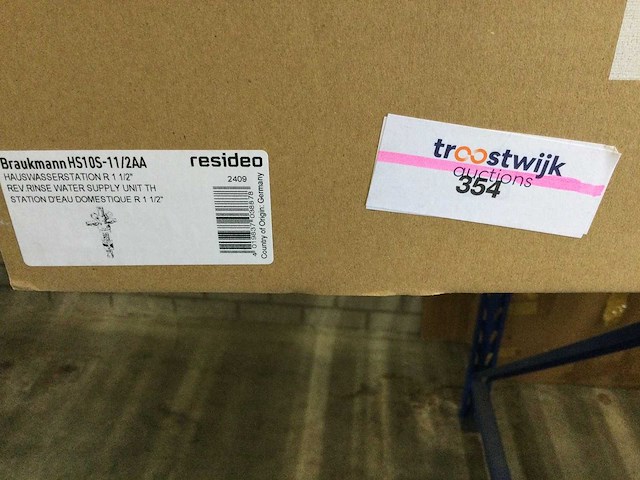 Braukmann HS10S-11/2AA
resideo
HAUSWASSERSTATION R 1 1/2"
REV.RINSE WATER SUPPLY UNIT TH
STATION D'EAU DOMESTIQUE R 1 1/2"
2409
Country of Origin: Germany
troostwijk
auctions
354